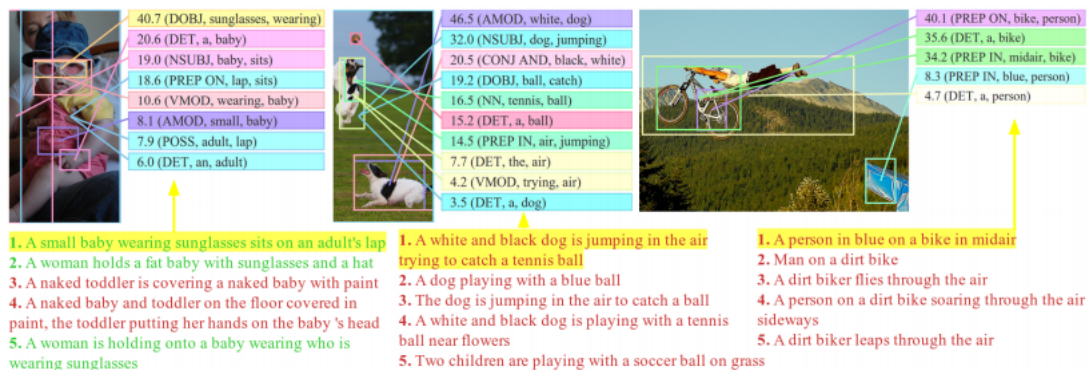 40.7 (DOBJ, sunglasses, wearing)
20.6 (DET, a, baby)
19.0 (NSUBJ, baby, sits)
18.6 (PREP ON, lap, sits)
10.6 (VMOD, wearing, baby)
8.1 (AMOD, small, baby)
7.9 (POSS, adult, lap)
6.0 (DET, an, adult)
1. A small baby wearing sunglasses sits on an adult's lap
2. A woman holds a fat baby with sunglasses and a hat
3. A naked toddler is covering a naked baby with paint
4. A naked baby and toddler on the floor covered in
paint, the toddler putting her hands on the baby 's head
5. A woman is holding onto a baby wearing who is
wearing sunglasses
46.5 (AMOD, white, dog)
32.0 (NSUBJ, dog, jumping)
20.5 (CONJ AND, black, white)
19.2 (DOBJ, ball, catch)
16.5 (NN, tennis, ball)
15.2 (DET, a, ball)
14.5 (PREP IN, air, jumping)
7.7 (DET, the, air)
4.2 (VMOD, trying, air)
3.5 (DET, a, dog)
1. A white and black dog is jumping in the air
trying to catch a tennis ball
2. A dog playing with a blue ball
3. The dog is jumping in the air to catch a ball
4. A white and black dog is playing with a tennis
ball near flowers
5. Two children are playing with a soccer ball on grass
40.1 (PREP ON, bike, person)
35.6 (DET, a, bike)
34.2 (PREP IN, midair, bike)
8.3 (PREP IN, blue, person)
4.7 (DET, a, person)
1. A person in blue on a bike in midair
2. Man on a dirt bike
3. A dirt biker flies through the air
4. A person on a dirt bike soaring through the air
sideways
5. A dirt biker leaps through the air